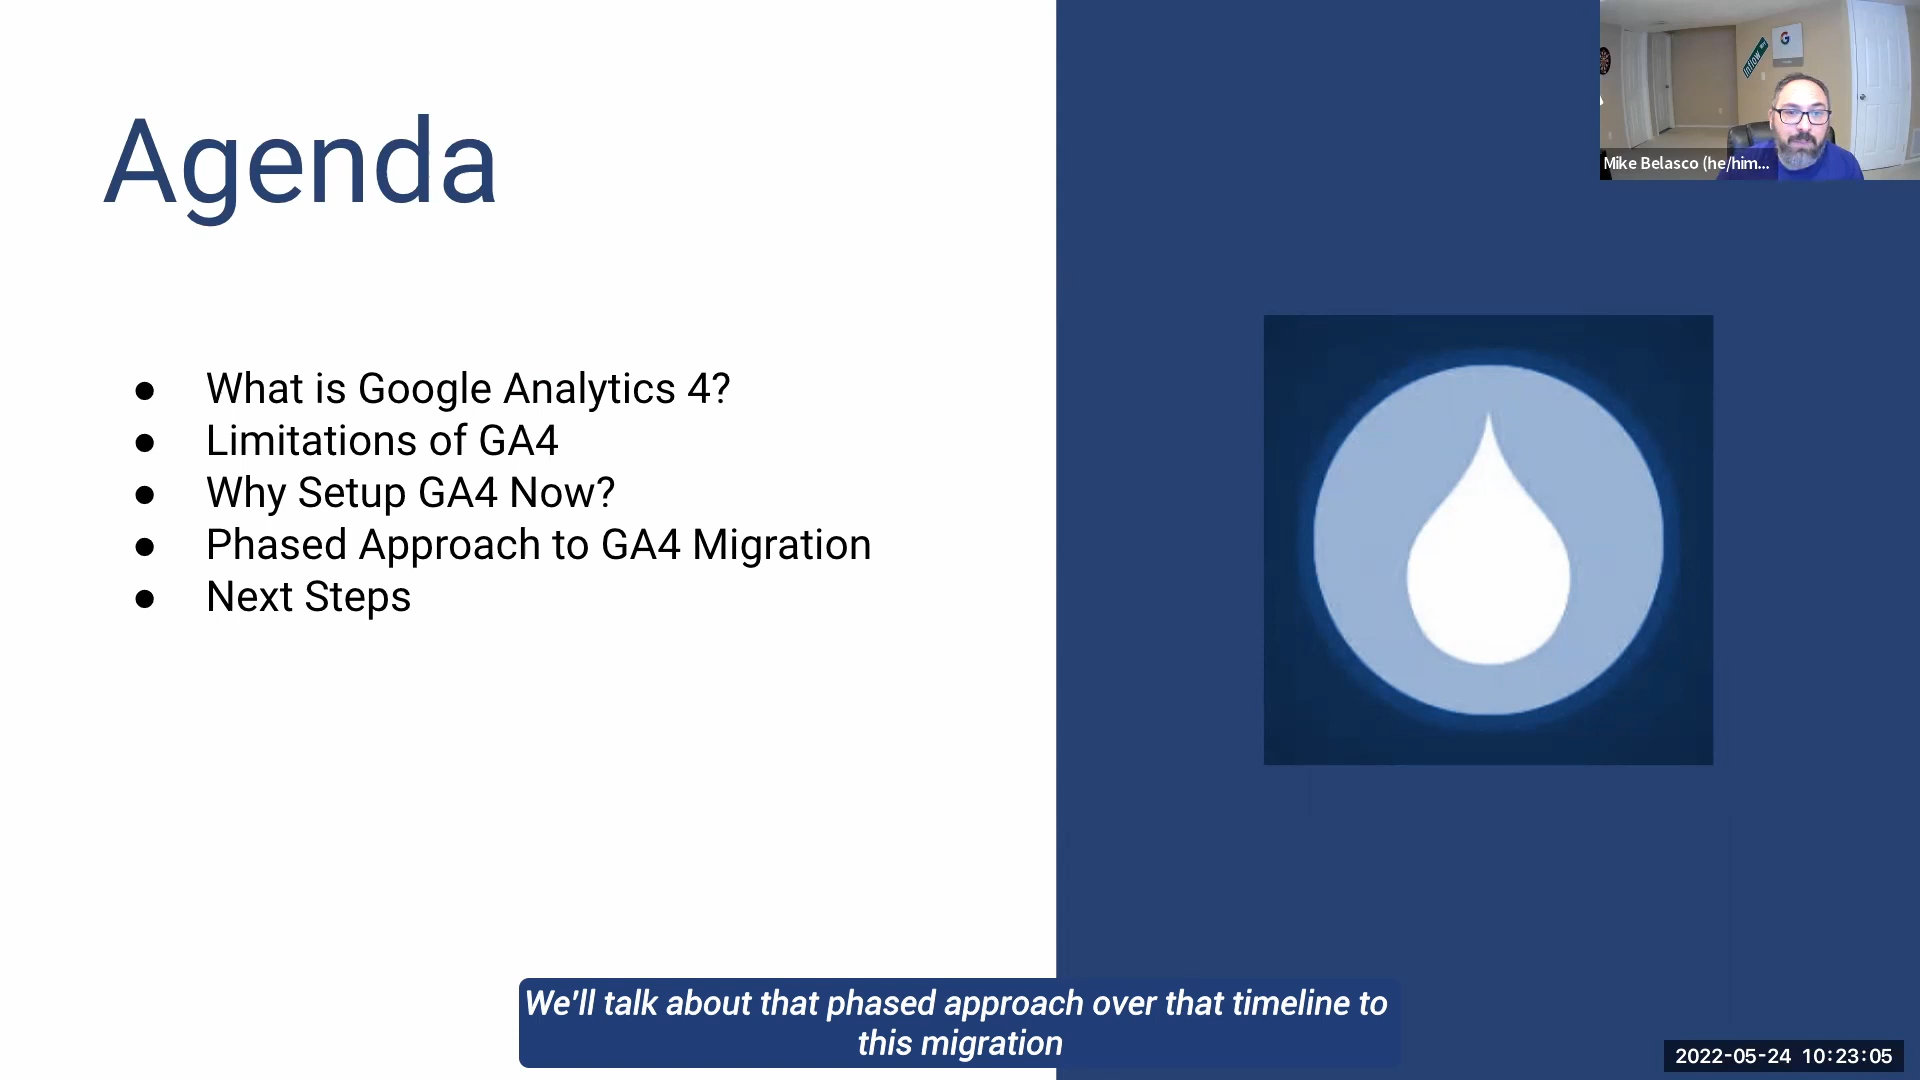 Agenda
● What is Google Analytics 4?
● Limitations of GA4
● Why Setup GA4 Now?
● Phased Approach to GA4 Migration
● Next Steps
G
Inflow
Mike Belasco (he/him...
We'll talk about that phased approach over that timeline to
this migration
2022-05-24 10:23:05